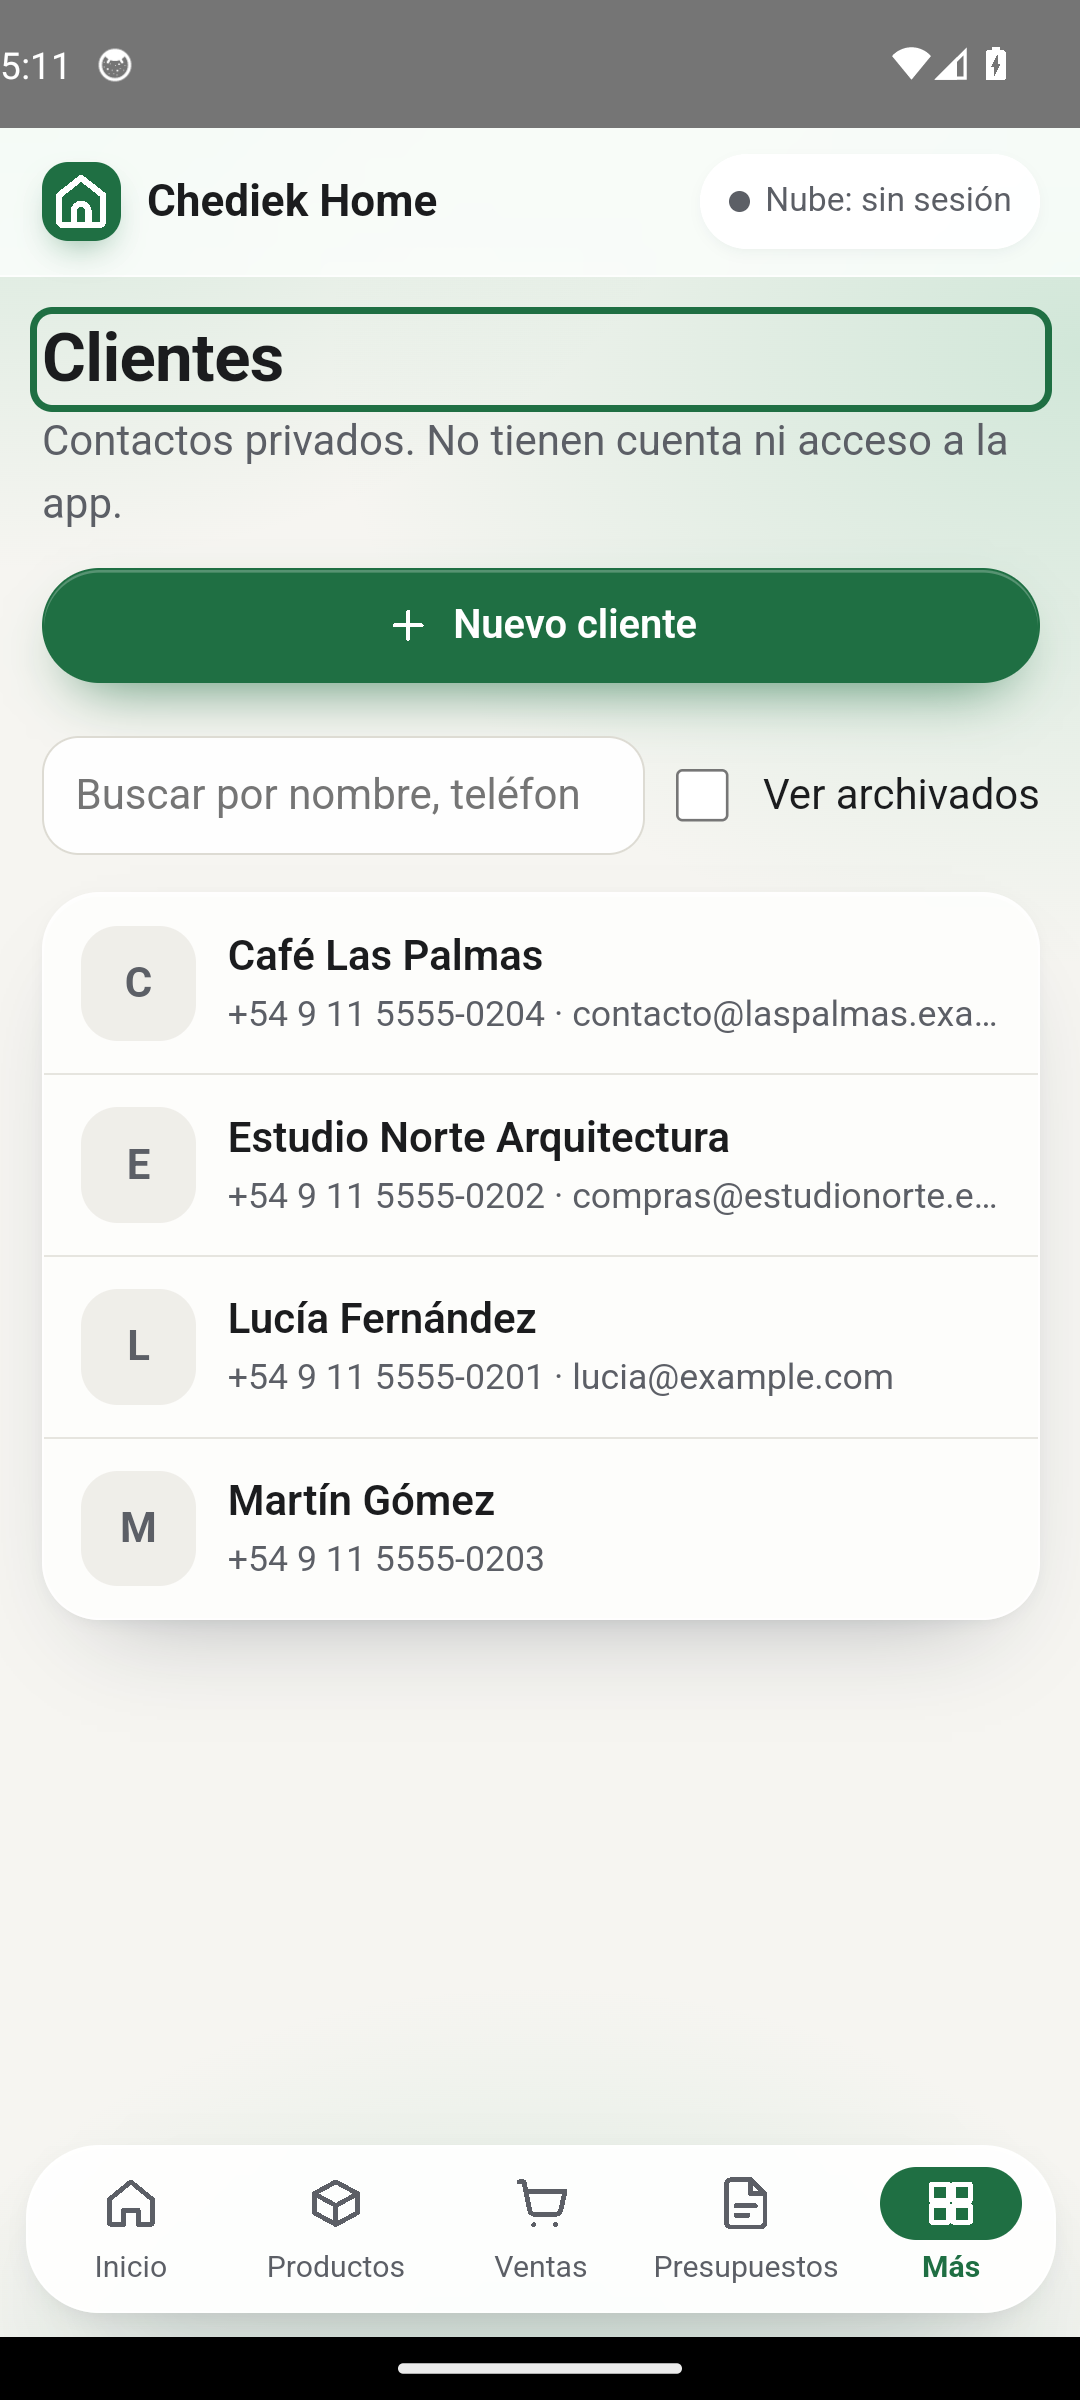 5:11
Chediek Home
Nube: sin sesión
Clientes
Contactos privados. No tienen cuenta ni acceso a la
app.
Nuevo cliente
Buscar por nombre, teléfon
Ver archivados
C
Café Las Palmas
+54 9 11 5555-0204 · contacto@laspalmas.exa...
E
Estudio Norte Arquitectura
+54 9 11 5555-0202 · compras@estudionorte.e...
L
Lucía Fernández
+54 9 11 5555-0201 · lucia@example.com
M
Martín Gómez
+54 9 11 5555-0203
Inicio
Productos
Ventas
Presupuestos
Más